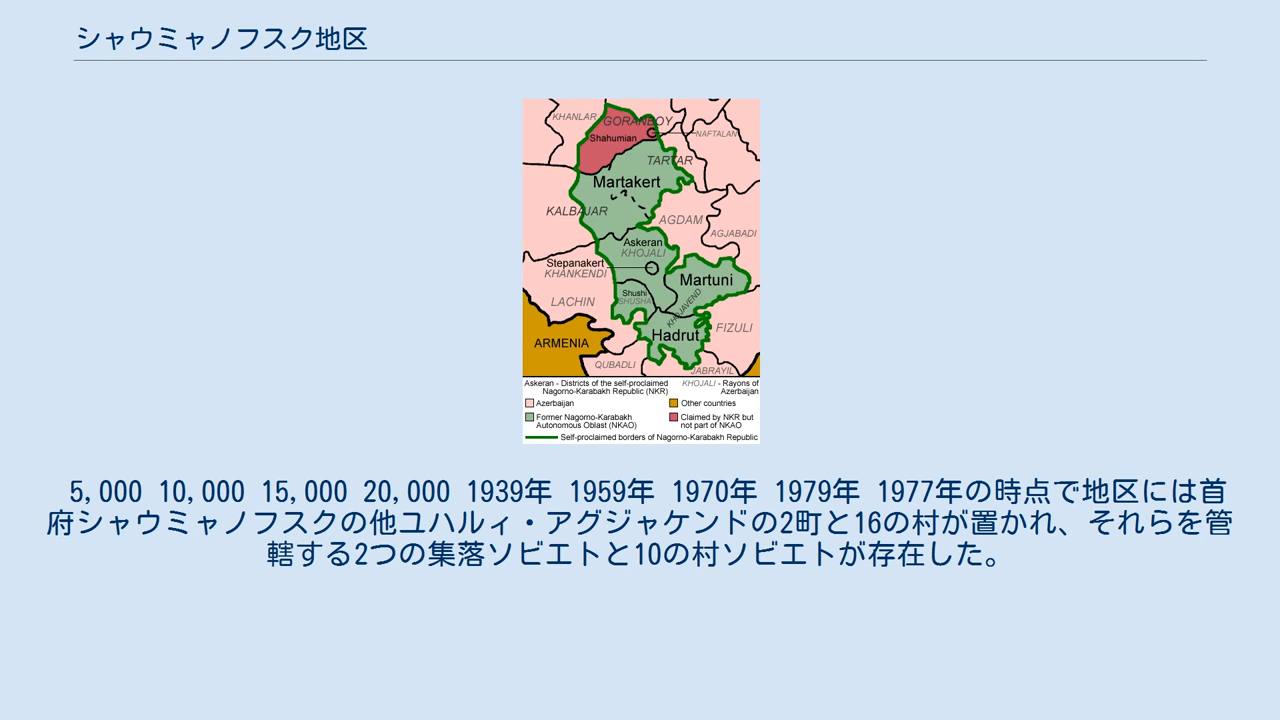 シャウミャノフスク地区
KHANLAR
GORANBOY
NAFTALAN
Shahumian
TARTAR
Martakert
KALBAJAR
AGDAM
AGJABADI
Askeran
KHOJALI
Stepanakert
KHANKENDI
Martuni
Shushi
SHUSHA
KHOJAVEND
LACHIN
FIZULI
Hadrut
ARMENIA
QUBADLI
JABRAYIL
Askeran - Districts of the self-proclaimed Nagorno-Karabakh Republic (NKR)
KHOJALI - Rayons of Azerbaijan
Azerbaijan
Other countries
Former Nagorno-Karabakh Autonomous Oblast (NKAO)
Claimed by NKR but not part of NKAO
Self-proclaimed borders of Nagorno-Karabakh Republic
5,000 10,000 15,000 20,000 1939年 1959年 1970年 1979年 1977年の時点で地区には首
府シャウミャノフスクの他ユハルィ・アグジャケンドの2町と16の村が置かれ、それらを管
轄する2つの集落ソビエトと10の村ソビエトが存在した。